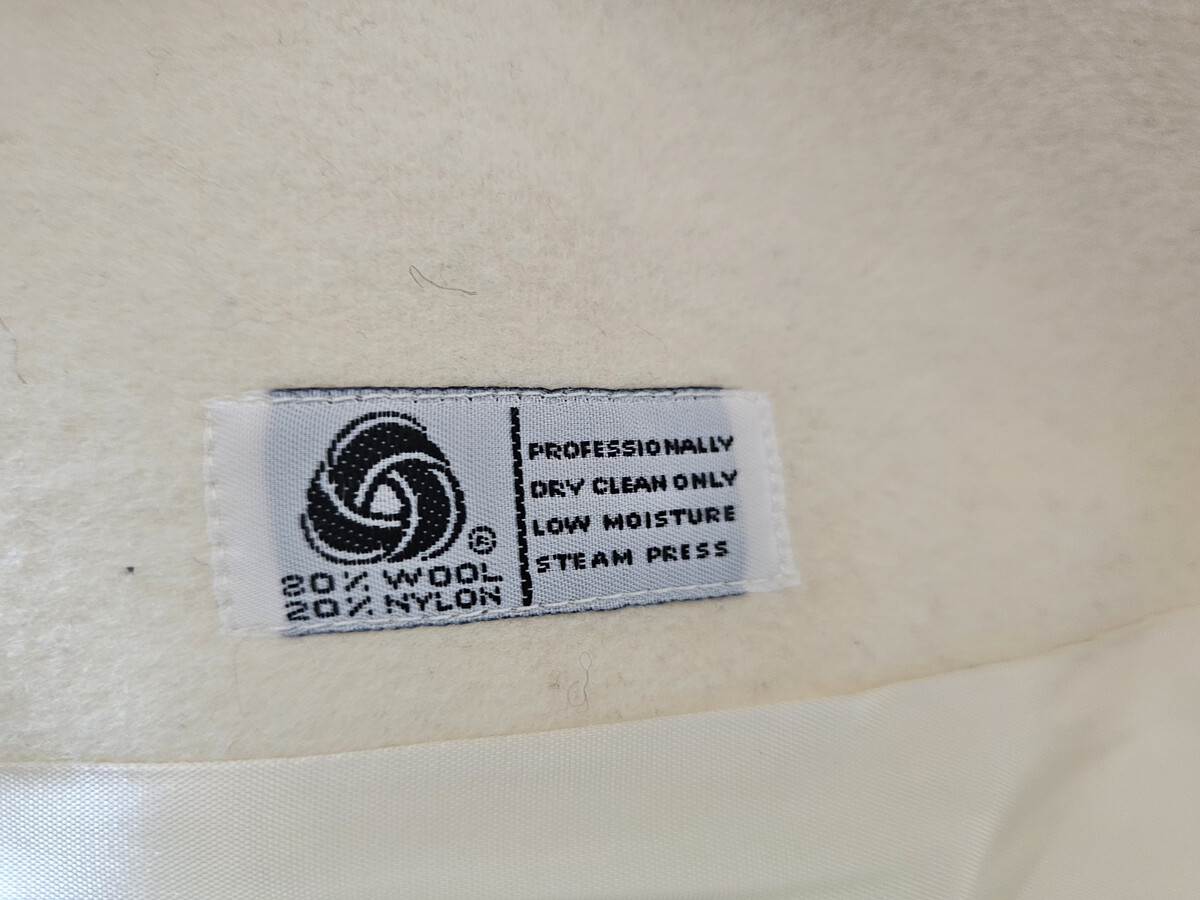 ®
80% WOOL
20% NYLON
PROFESSIONALLY
DRY CLEAN ONLY
LOW MOISTURE
STEAM PRESS